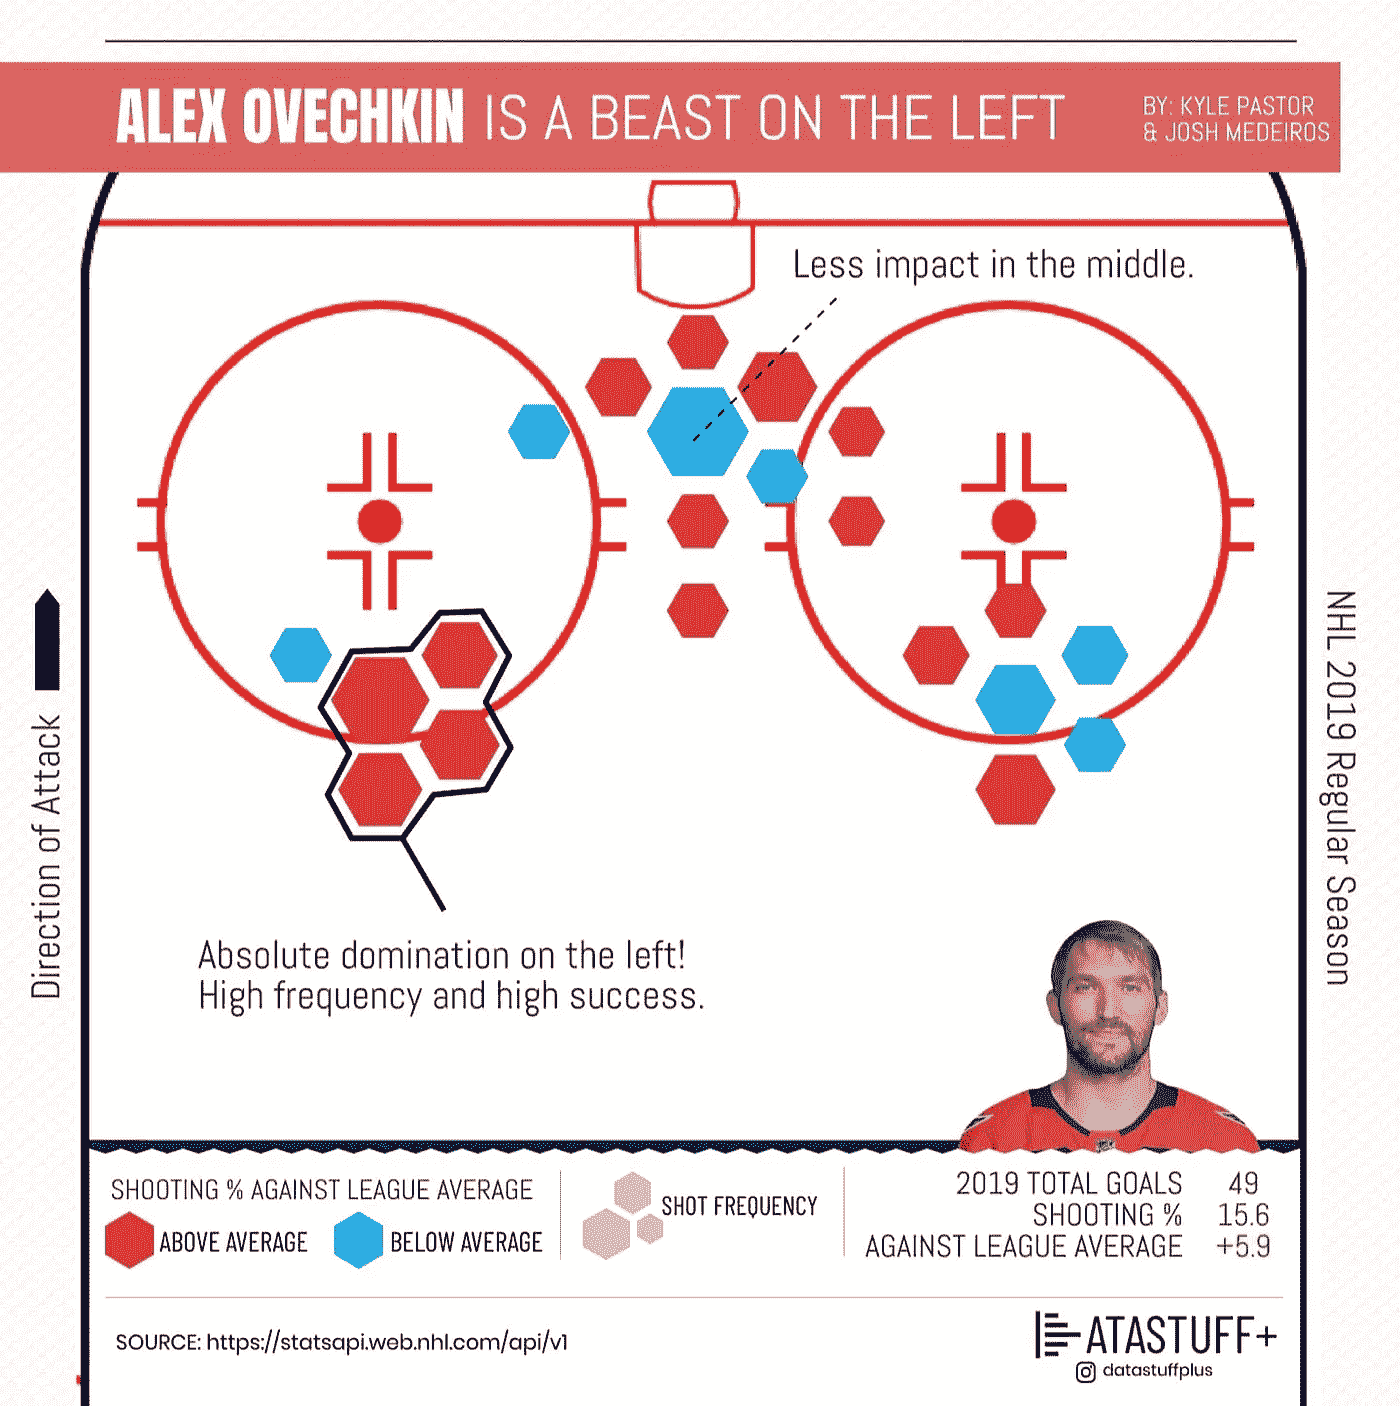 ALEX OVECHKIN IS A BEAST ON THE LEFT
BY: KYLE PASTOR
& JOSH MEDEIROS
Less impact in the middle.
Direction of Attack
NHL 2019 Regular Season
Absolute domination on the left!
High frequency and high success.
SHOOTING % AGAINST LEAGUE AVERAGE
ABOVE AVERAGE
BELOW AVERAGE
SHOT FREQUENCY
2019 TOTAL GOALS 49
SHOOTING % 15.6
AGAINST LEAGUE AVERAGE +5.9
SOURCE: https://statsapi.web.nhl.com/api/v1
DATASTUFF+
datastuffplus